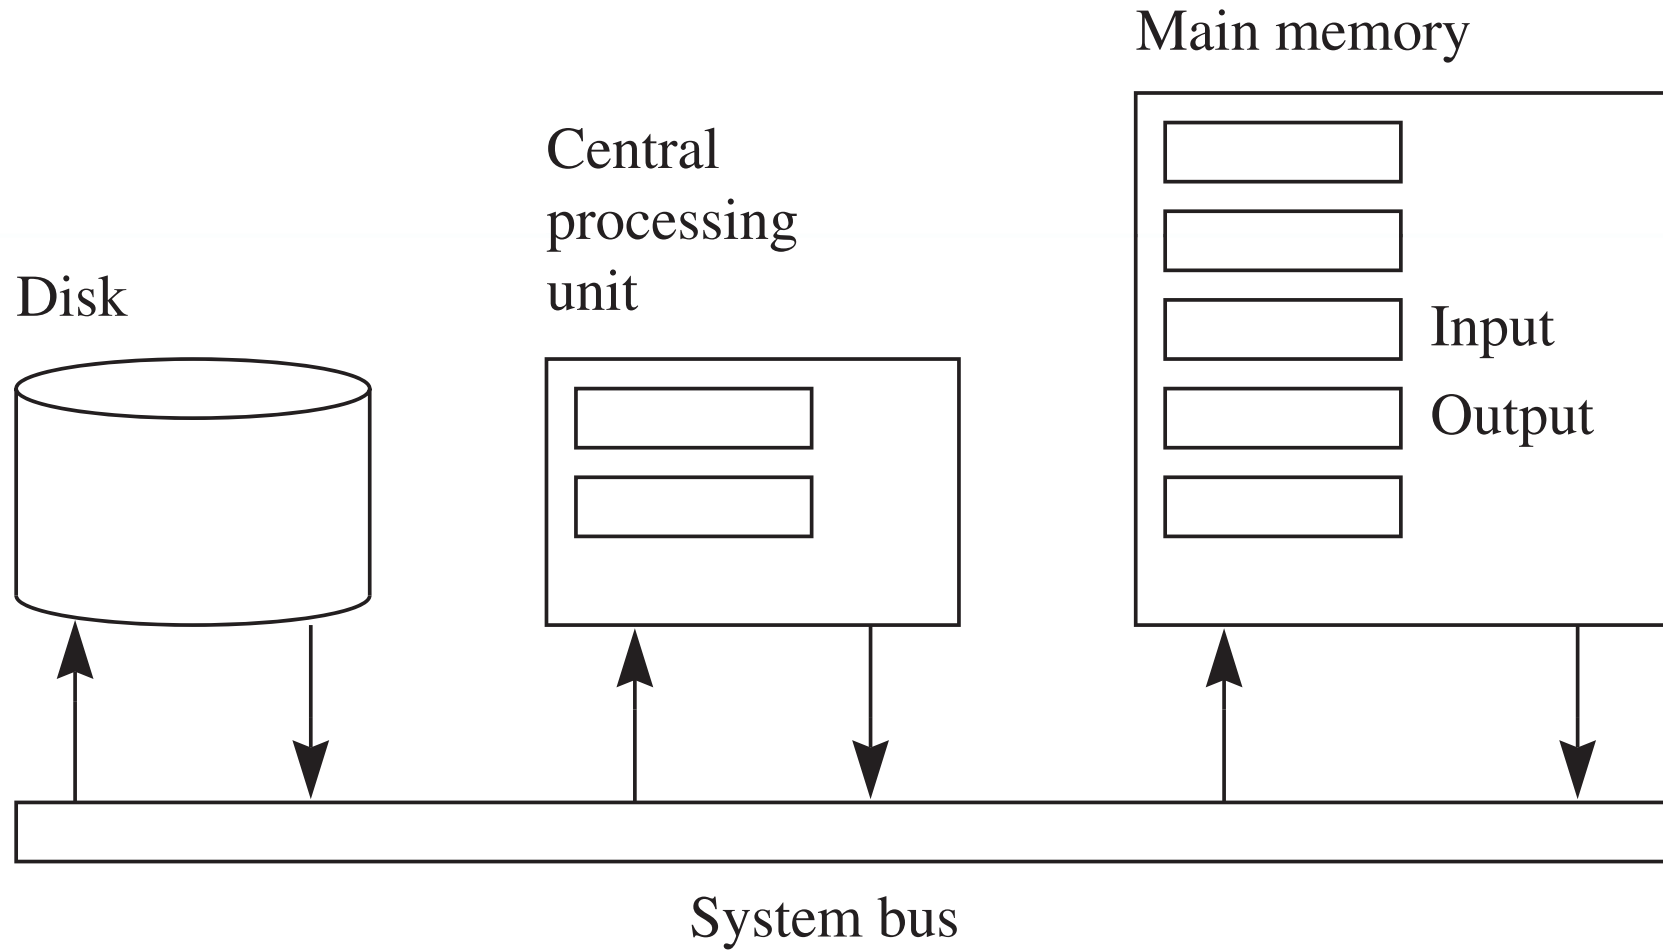 Main memory
Central
processing
unit
Disk
Input
Output
System bus